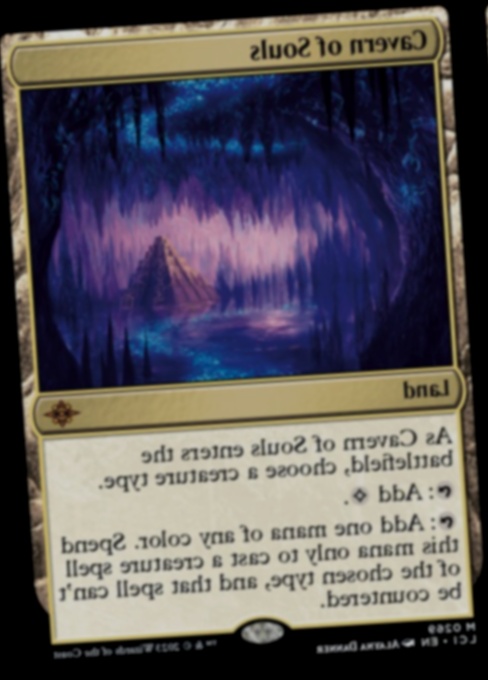 Cavern of Souls
Land
As Cavern of Souls enters the
battlefield, choose a creature type.
: Add .
: Add one mana of any color. Spend
this mana only to cast a creature spell
of the chosen type, and that spell can't
be countered.
M 0269
LCI • EN ALAYNA DANNER
™ & © 2023 Wizards of the Coast